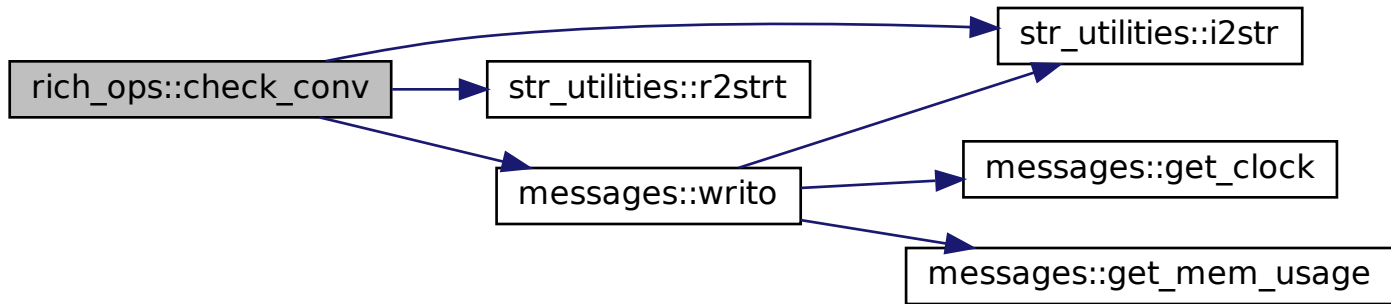 str_utilities::i2str
rich_ops::check_conv
str_utilities::r2strt
messages::get_clock
messages::writo
messages::get_mem_usage